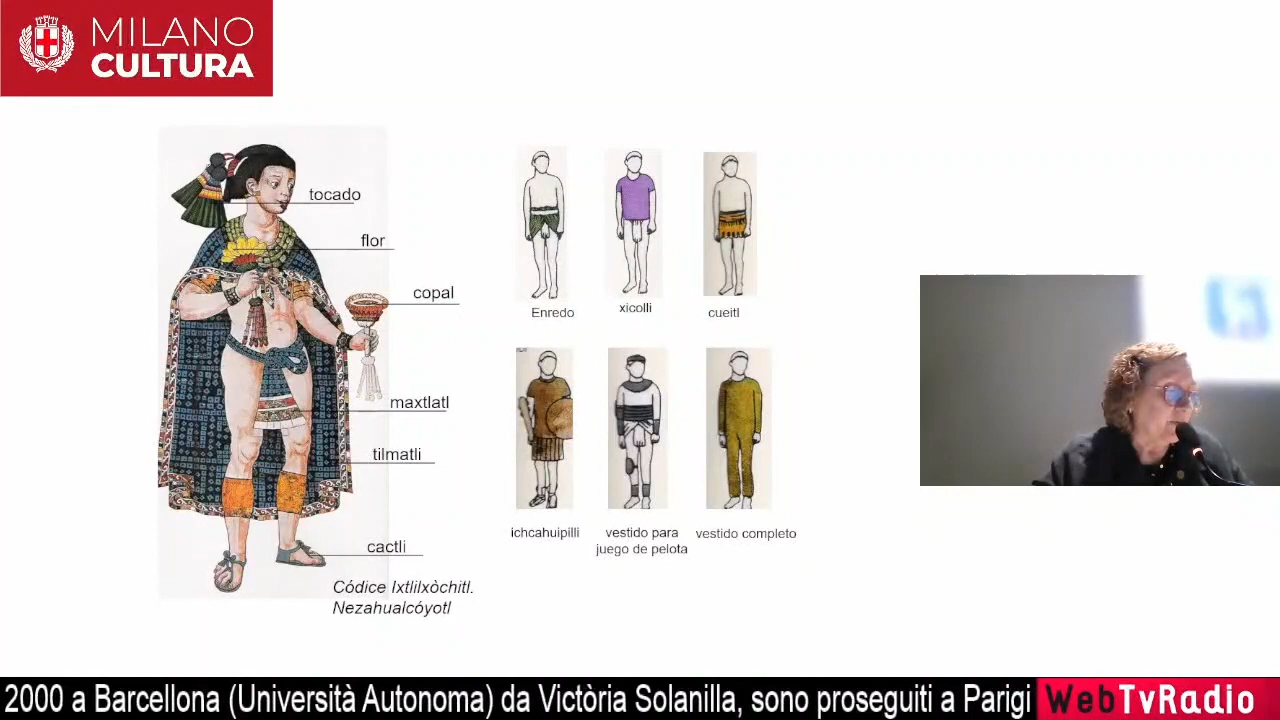 MILANO
CULTURA
tocado
flor
copal
maxtlatl
tilmatli
cactli
Códice Ixtlilxòchitl.
Nezahualcóyotl
Enredo
xicolli
cueitl
ichcahuipilli
vestido para
juego de pelota
vestido completo
2000 a Barcellona (Università Autonoma) da Victòria Solanilla, sono proseguiti a Parigi
WebTvRadio